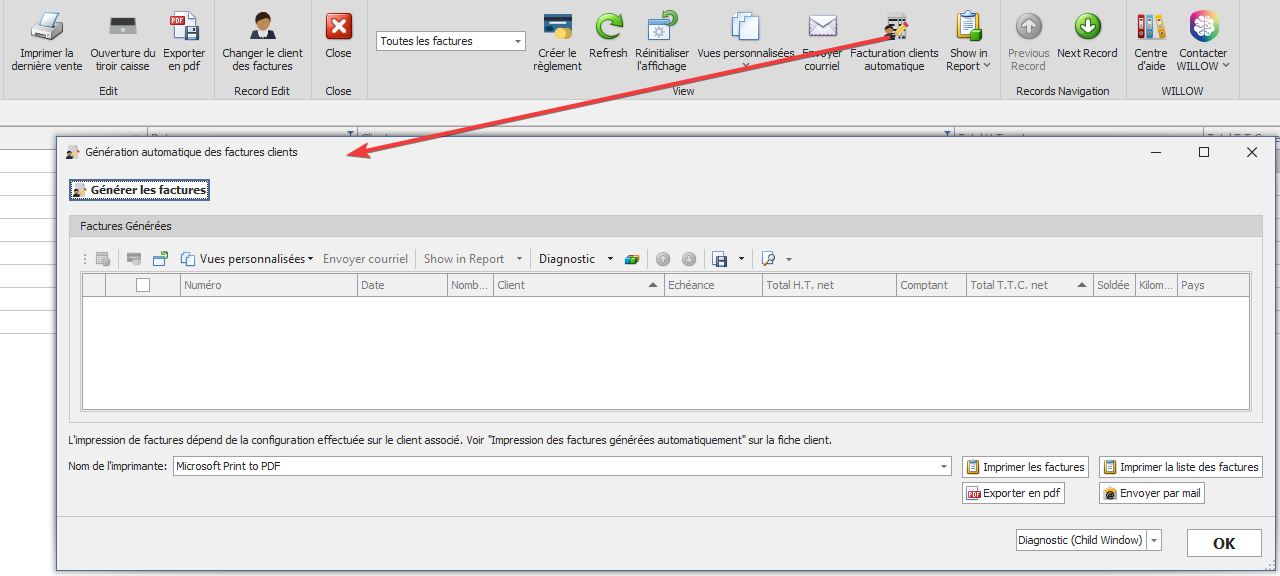 Imprimer la dernière vente
Ouverture du tiroir caisse
Exporter en pdf
Changer le client des factures
Close
Toutes les factures
Créer le règlement
Refresh
Réinitialiser l'affichage
Vues personnalisées
Envoyer courriel
Facturation clients automatique
Show in Report
Previous Record
Next Record
Centre d'aide
Contacter WILLOW
Edit
Record Edit
Close
View
Records Navigation
WILLOW
Génération automatique des factures clients
Générer les factures
Factures Générées
Vues personnalisées
Envoyer courriel
Show in Report
Diagnostic
Numéro
Date
Nomb...
Client
Echéance
Total H.T. net
Comptant
Total T.T.C. net
Soldée
Kilom...
Pays
L'impression de factures dépend de la configuration effectuée sur le client associé. Voir "Impression des factures générées automatiquement" sur la fiche client.
Nom de l'imprimante:
Microsoft Print to PDF
Imprimer les factures
Imprimer la liste des factures
Exporter en pdf
Envoyer par mail
Diagnostic (Child Window)
OK